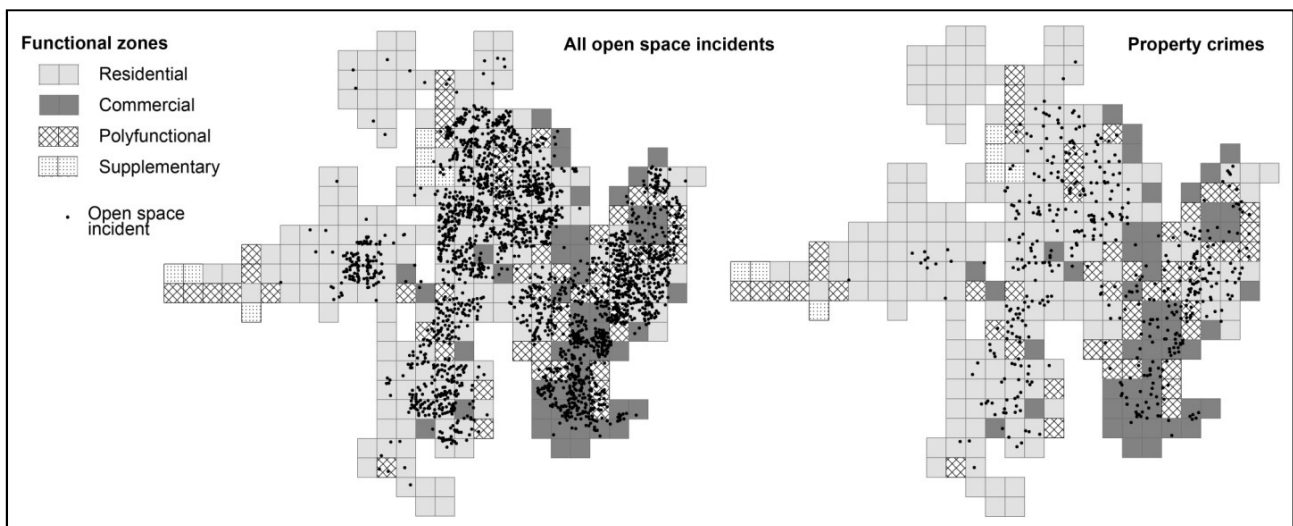 Functional zones
Residential
Commercial
Polyfunctional
Supplementary
Open space
incident
All open space incidents
Property crimes